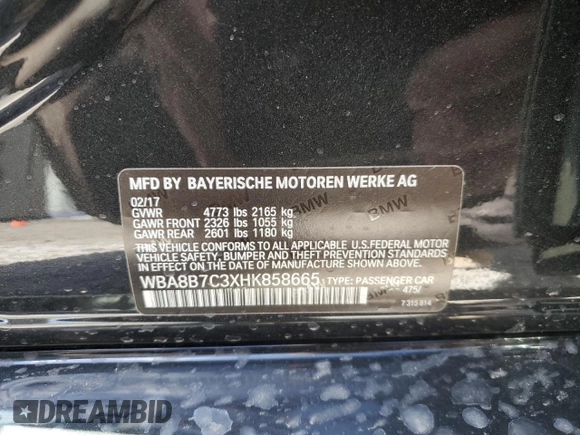 MFD BY BAYERISCHE MOTOREN WERKE AG
02/17
GVWR 4773 lbs 2165 kg
GAWR FRONT 2326 lbs 1055 kg
GAWR REAR 2601 lbs 1180 kg
THIS VEHICLE CONFORMS TO ALL APPLICABLE U.S.FEDERAL MOTOR
VEHICLE SAFETY, BUMPER AND THEFT PREVENTION STANDARDS
IN EFFECT ON THE DATE OF MANUFACTURE SHOWN ABOVE.
WBA8B7C3XHK858665 TYPE: PASSENGER CAR
475/
7 315 614
BMW
BMW
DREAMBID